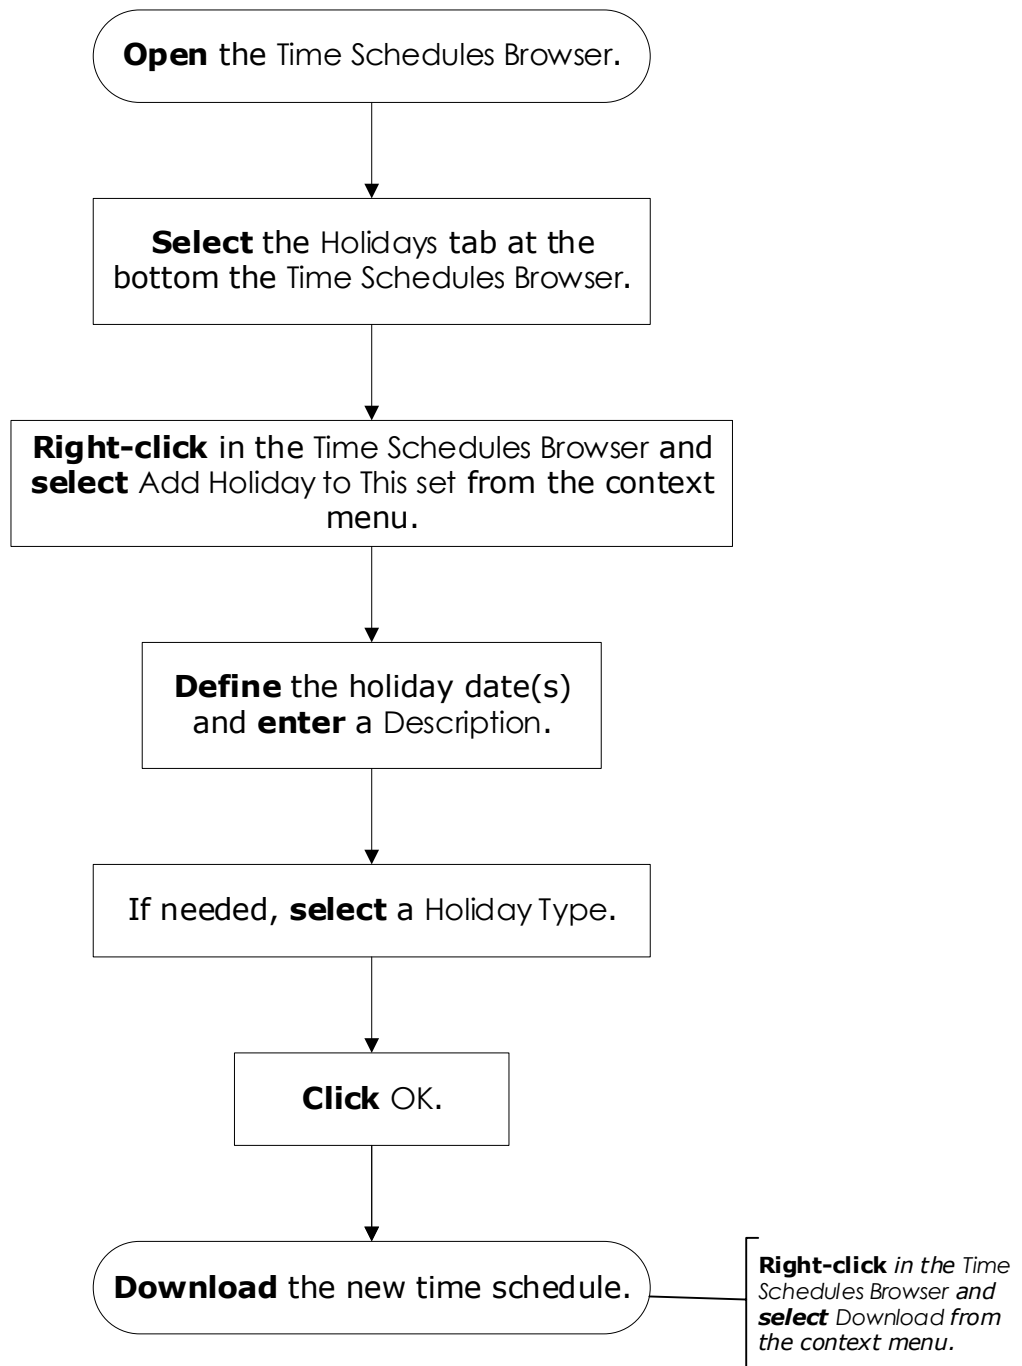 Open the Time Schedules Browser.
Select the Holidays tab at the
bottom the Time Schedules Browser.
Right-click in the Time Schedules Browser and
select Add Holiday to This set from the context
menu.
Define the holiday date(s)
and enter a Description.
If needed, select a Holiday Type.
Click OK.
Download the new time schedule.
Right-click in the Time
Schedules Browser and
select Download from
the context menu.